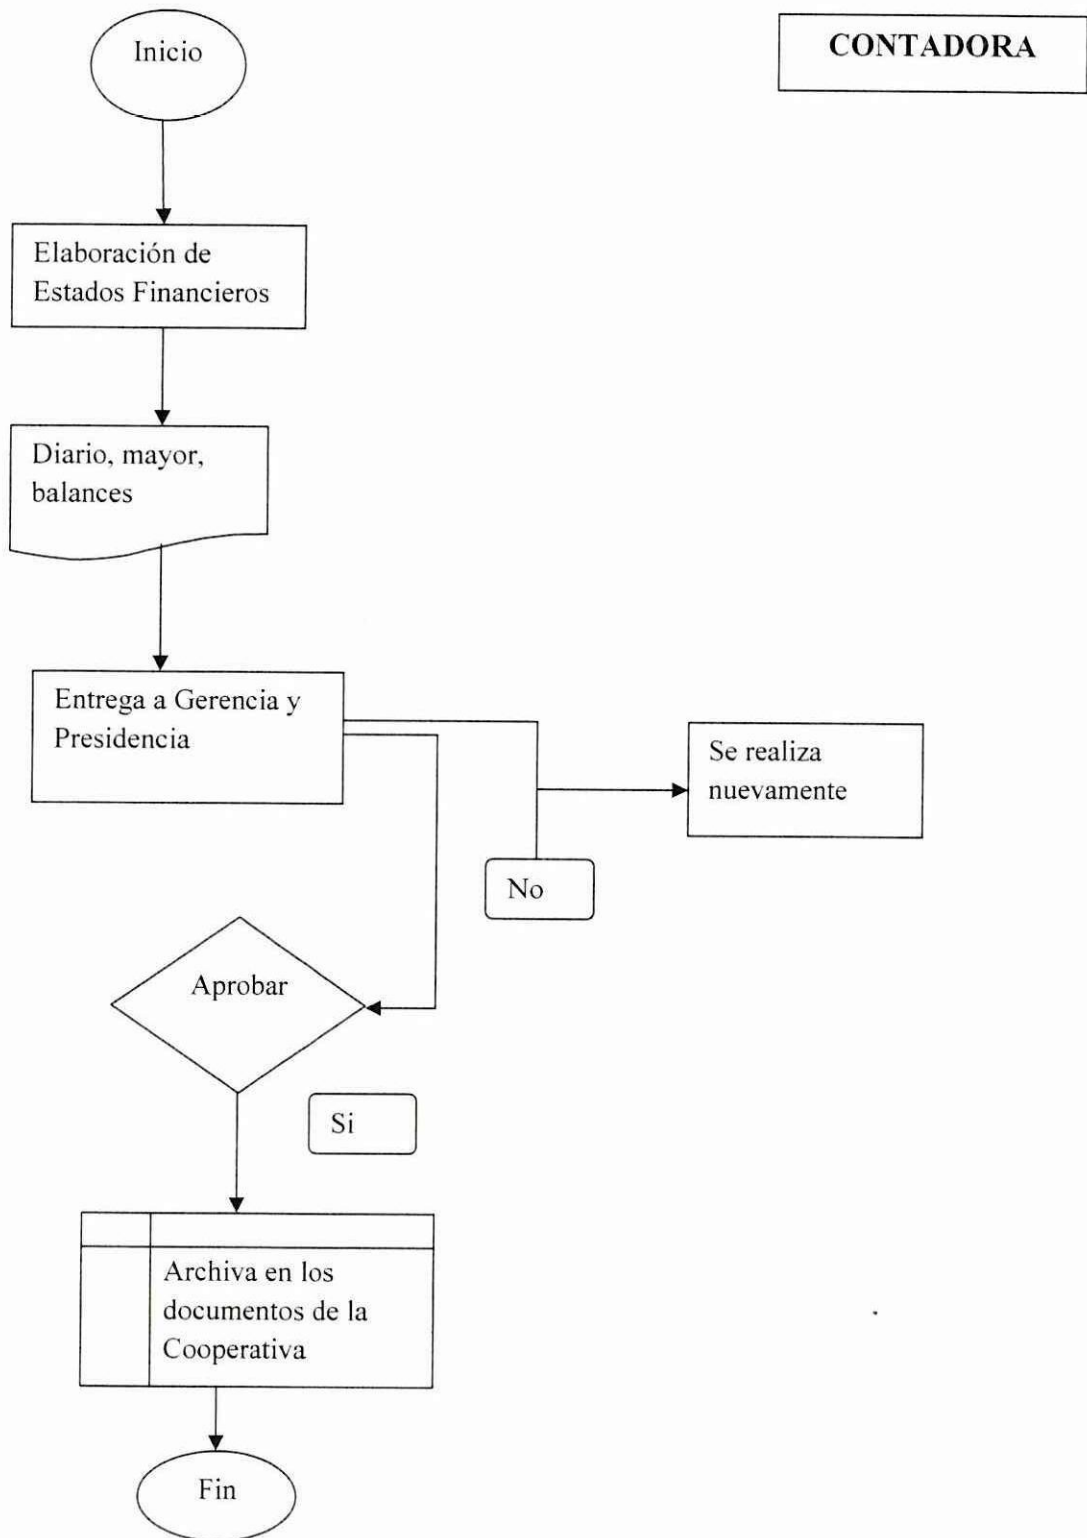 Inicio
CONTADORA
Elaboración de
Estados Financieros
Diario, mayor,
balances
Entrega a Gerencia y
Presidencia
Se realiza
nuevamente
No
Aprobar
Si
Archiva en los
documentos de la
Cooperativa
Fin